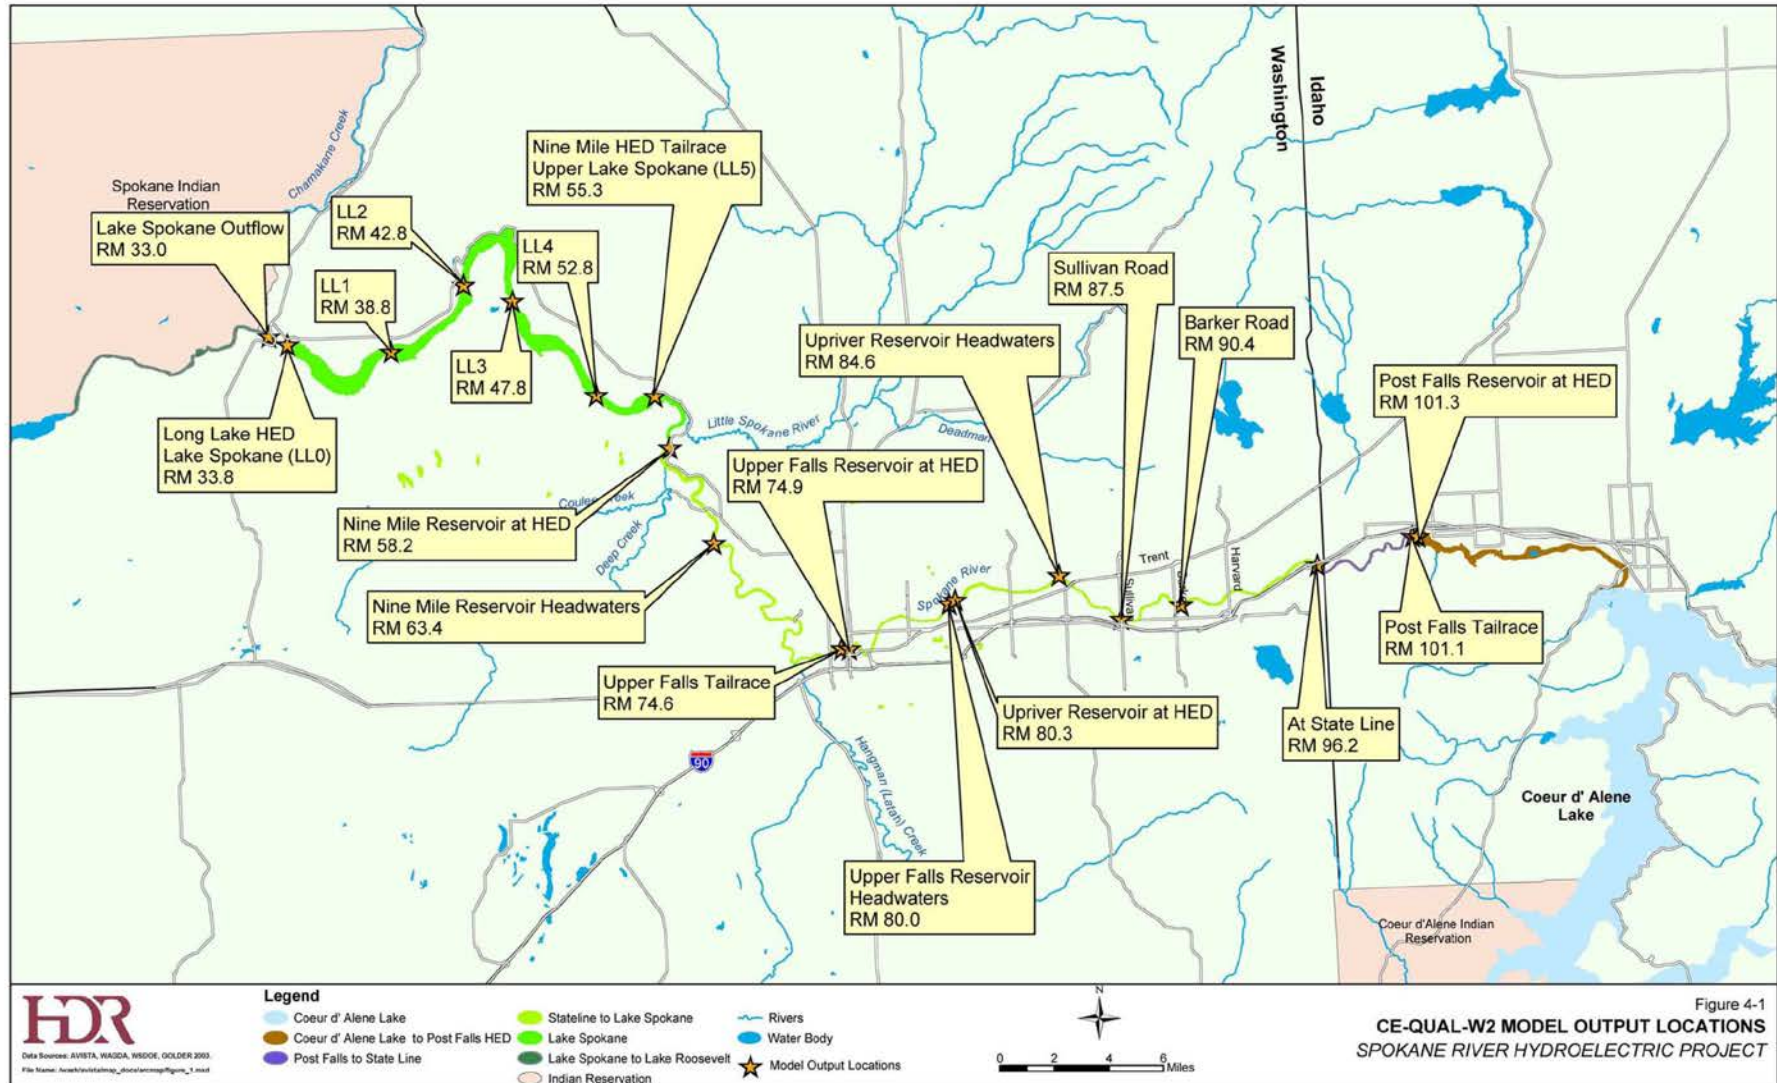 Washington
Idaho
Chamakane Creek
Spokane Indian
Reservation
Lake Spokane Outflow
RM 33.0
LL2
RM 42.8
Nine Mile HED Tailrace
Upper Lake Spokane (LL5)
RM 55.3
LL1
RM 38.8
LL4
RM 52.8
LL3
RM 47.8
Sullivan Road
RM 87.5
Barker Road
RM 90.4
Upriver Reservoir Headwaters
RM 84.6
Post Falls Reservoir at HED
RM 101.3
Long Lake HED
Lake Spokane (LL0)
RM 33.8
Little Spokane River
Deadman
Upper Falls Reservoir at HED
RM 74.9
Nine Mile Reservoir at HED
RM 58.2
Coulee Creek
Deep Creek
Nine Mile Reservoir Headwaters
RM 63.4
Spokane River
Trent
Sullivan
Harvard
Post Falls Tailrace
RM 101.1
Upper Falls Tailrace
RM 74.6
Upriver Reservoir at HED
RM 80.3
At State Line
RM 96.2
90
Hangman (Latah) Creek
Upper Falls Reservoir
Headwaters
RM 80.0
Coeur d' Alene
Lake
Coeur d'Alene Indian
Reservation
HDR
Data Sources: AVISTA, WAGDA, WSDOE, GOLDER 2003.
Legend
Coeur d' Alene Lake
Coeur d' Alene Lake to Post Falls HED
Post Falls to State Line
Stateline to Lake Spokane
Lake Spokane
Lake Spokane to Lake Roosevelt
Indian Reservation
Rivers
Water Body
Model Output Locations
N
0 2 4 6
Miles
Figure 4-1
CE-QUAL-W2 MODEL OUTPUT LOCATIONS
SPOKANE RIVER HYDROELECTRIC PROJECT